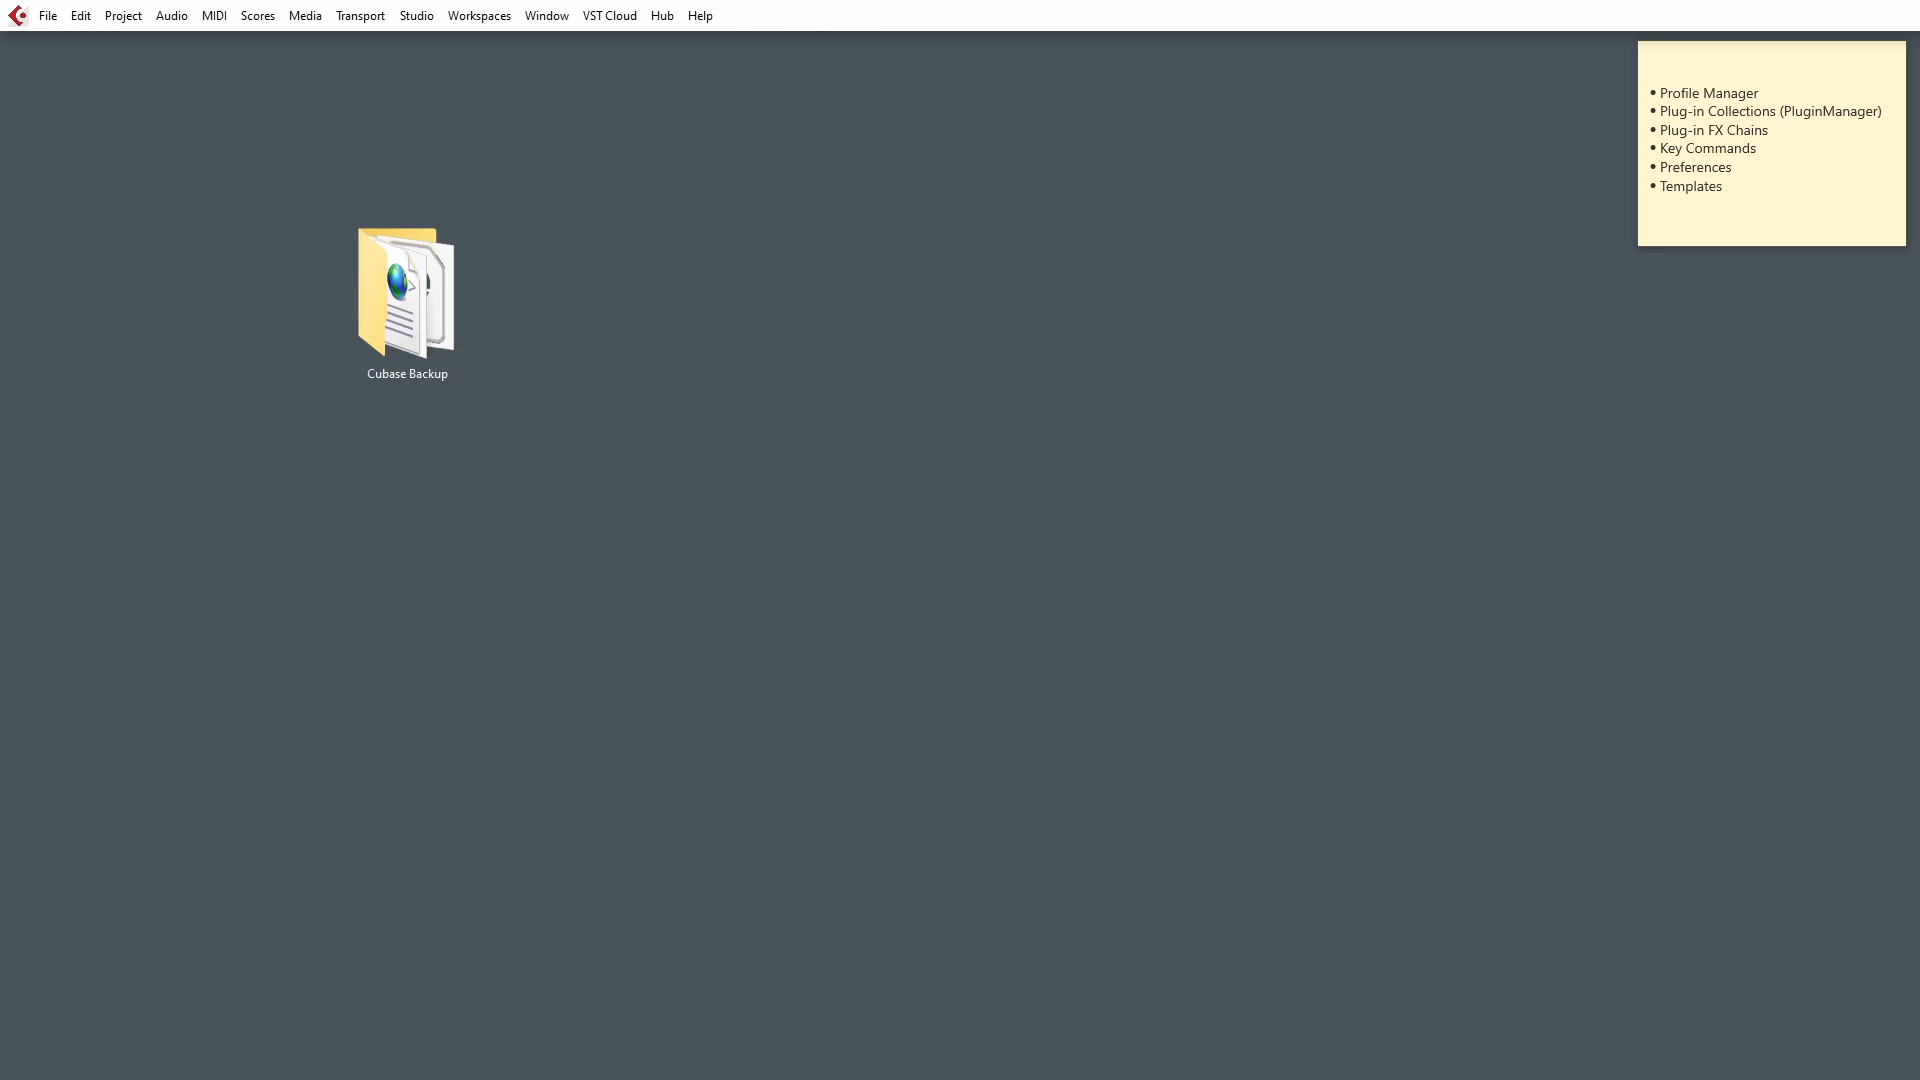 File Edit Project Audio MIDI Scores Media Transport Studio Workspaces Window VST Cloud Hub Help
• Profile Manager
• Plug-in Collections (PluginManager)
• Plug-in FX Chains
• Key Commands
• Preferences
• Templates
Cubase Backup